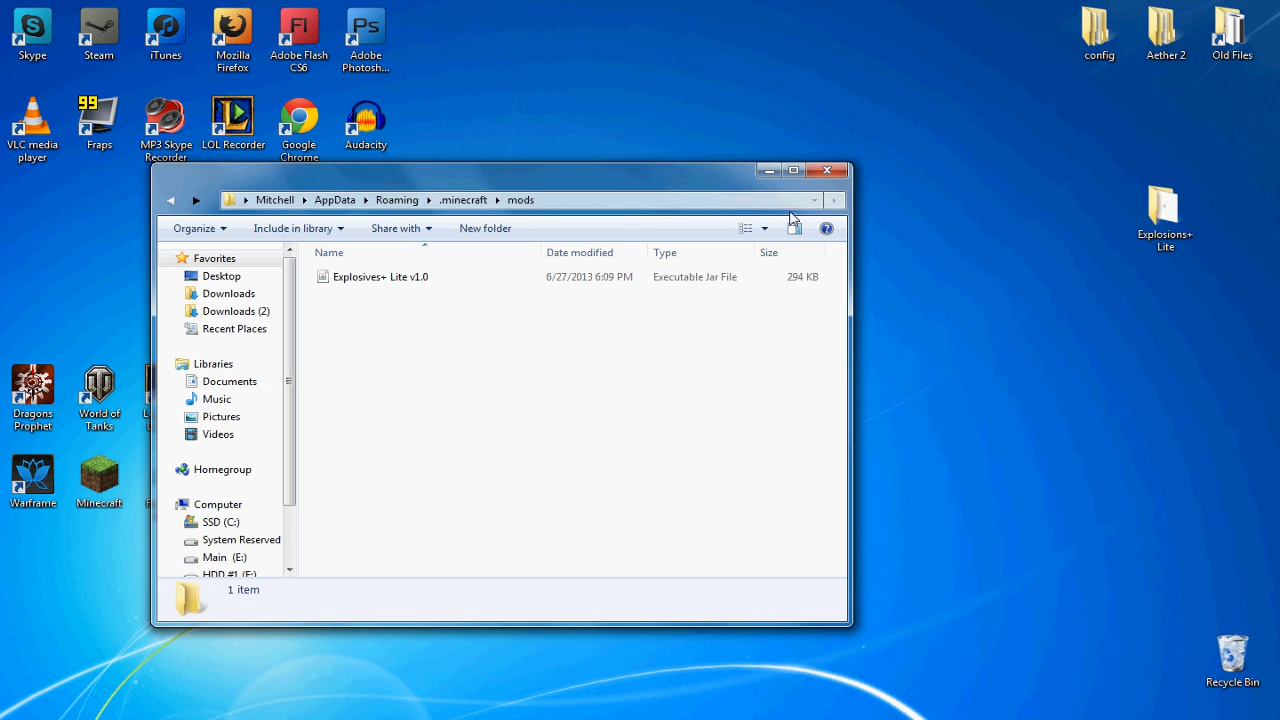 Skype
Steam
iTunes
Mozilla
Firefox
Adobe Flash
CS6
Adobe
Photosh...
config
Aether 2
Old Files
99
VLC media
player
Fraps
MP3 Skype
Recorder
LOL Recorder
Google
Chrome
Audacity
Mitchell
AppData
Roaming
.minecraft
mods
Organize
Include in library
Share with
New folder
Name
Date modified
Type
Size
Explosives+ Lite v1.0
6/27/2013 6:09 PM
Executable Jar File
294 KB
Favorites
Desktop
Downloads
Downloads (2)
Recent Places
Libraries
Documents
Music
Pictures
Videos
Homegroup
Computer
SSD (C:)
System Reserved
Main (E:)
HDD #1 (F:)
1 item
Explosions+
Lite
Dragons
Prophet
World of
Tanks
Warframe
Minecraft
Recycle Bin